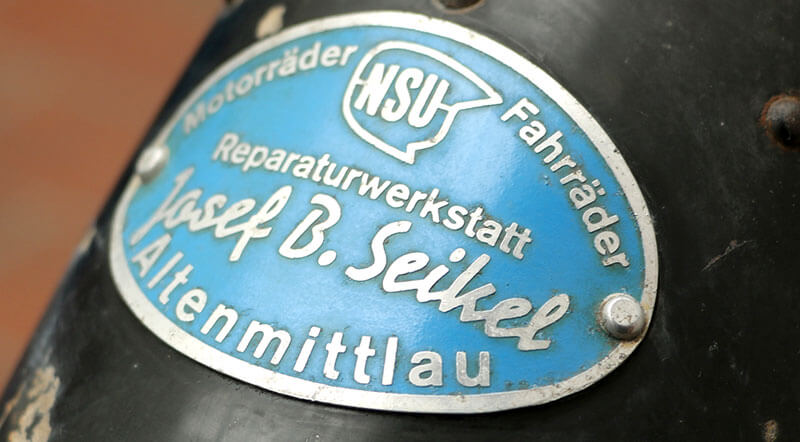 Motorräder NSU Fahrräder
Reparaturwerkstatt
Josef B. Seikel
Altenmittlau